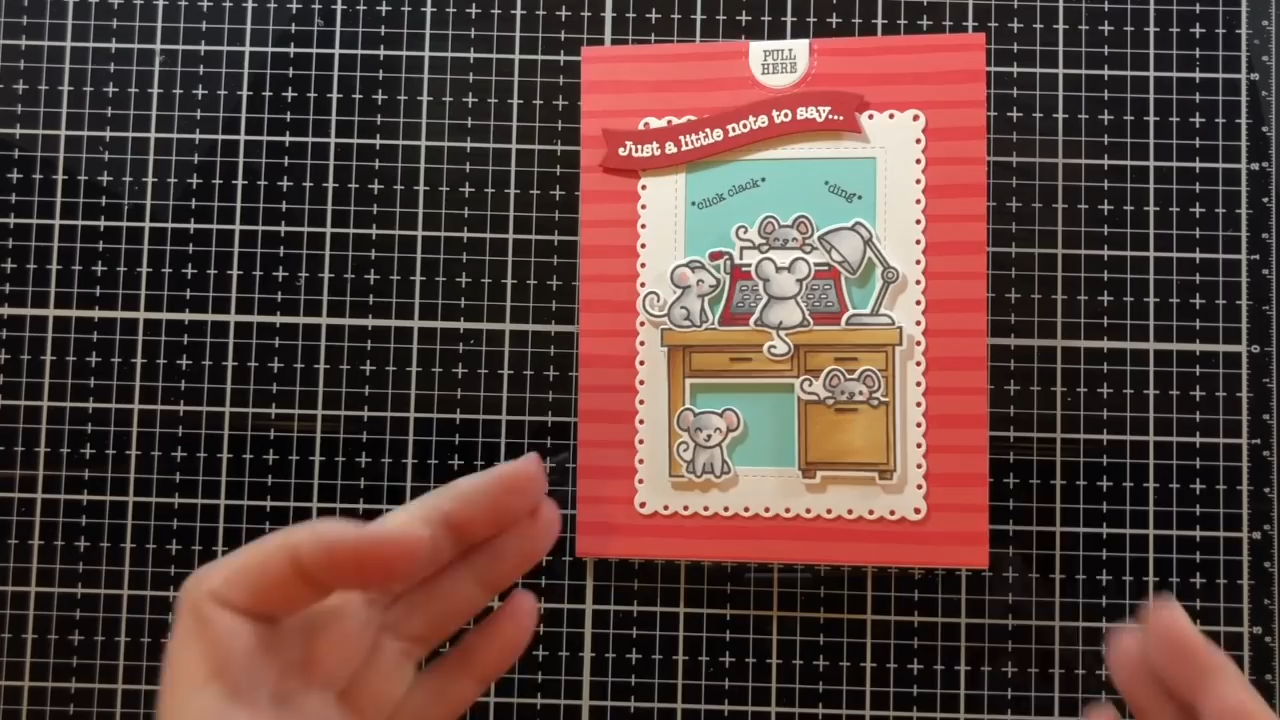 PULL
HERE
Just a little note to say...
*click clack*
*ding*